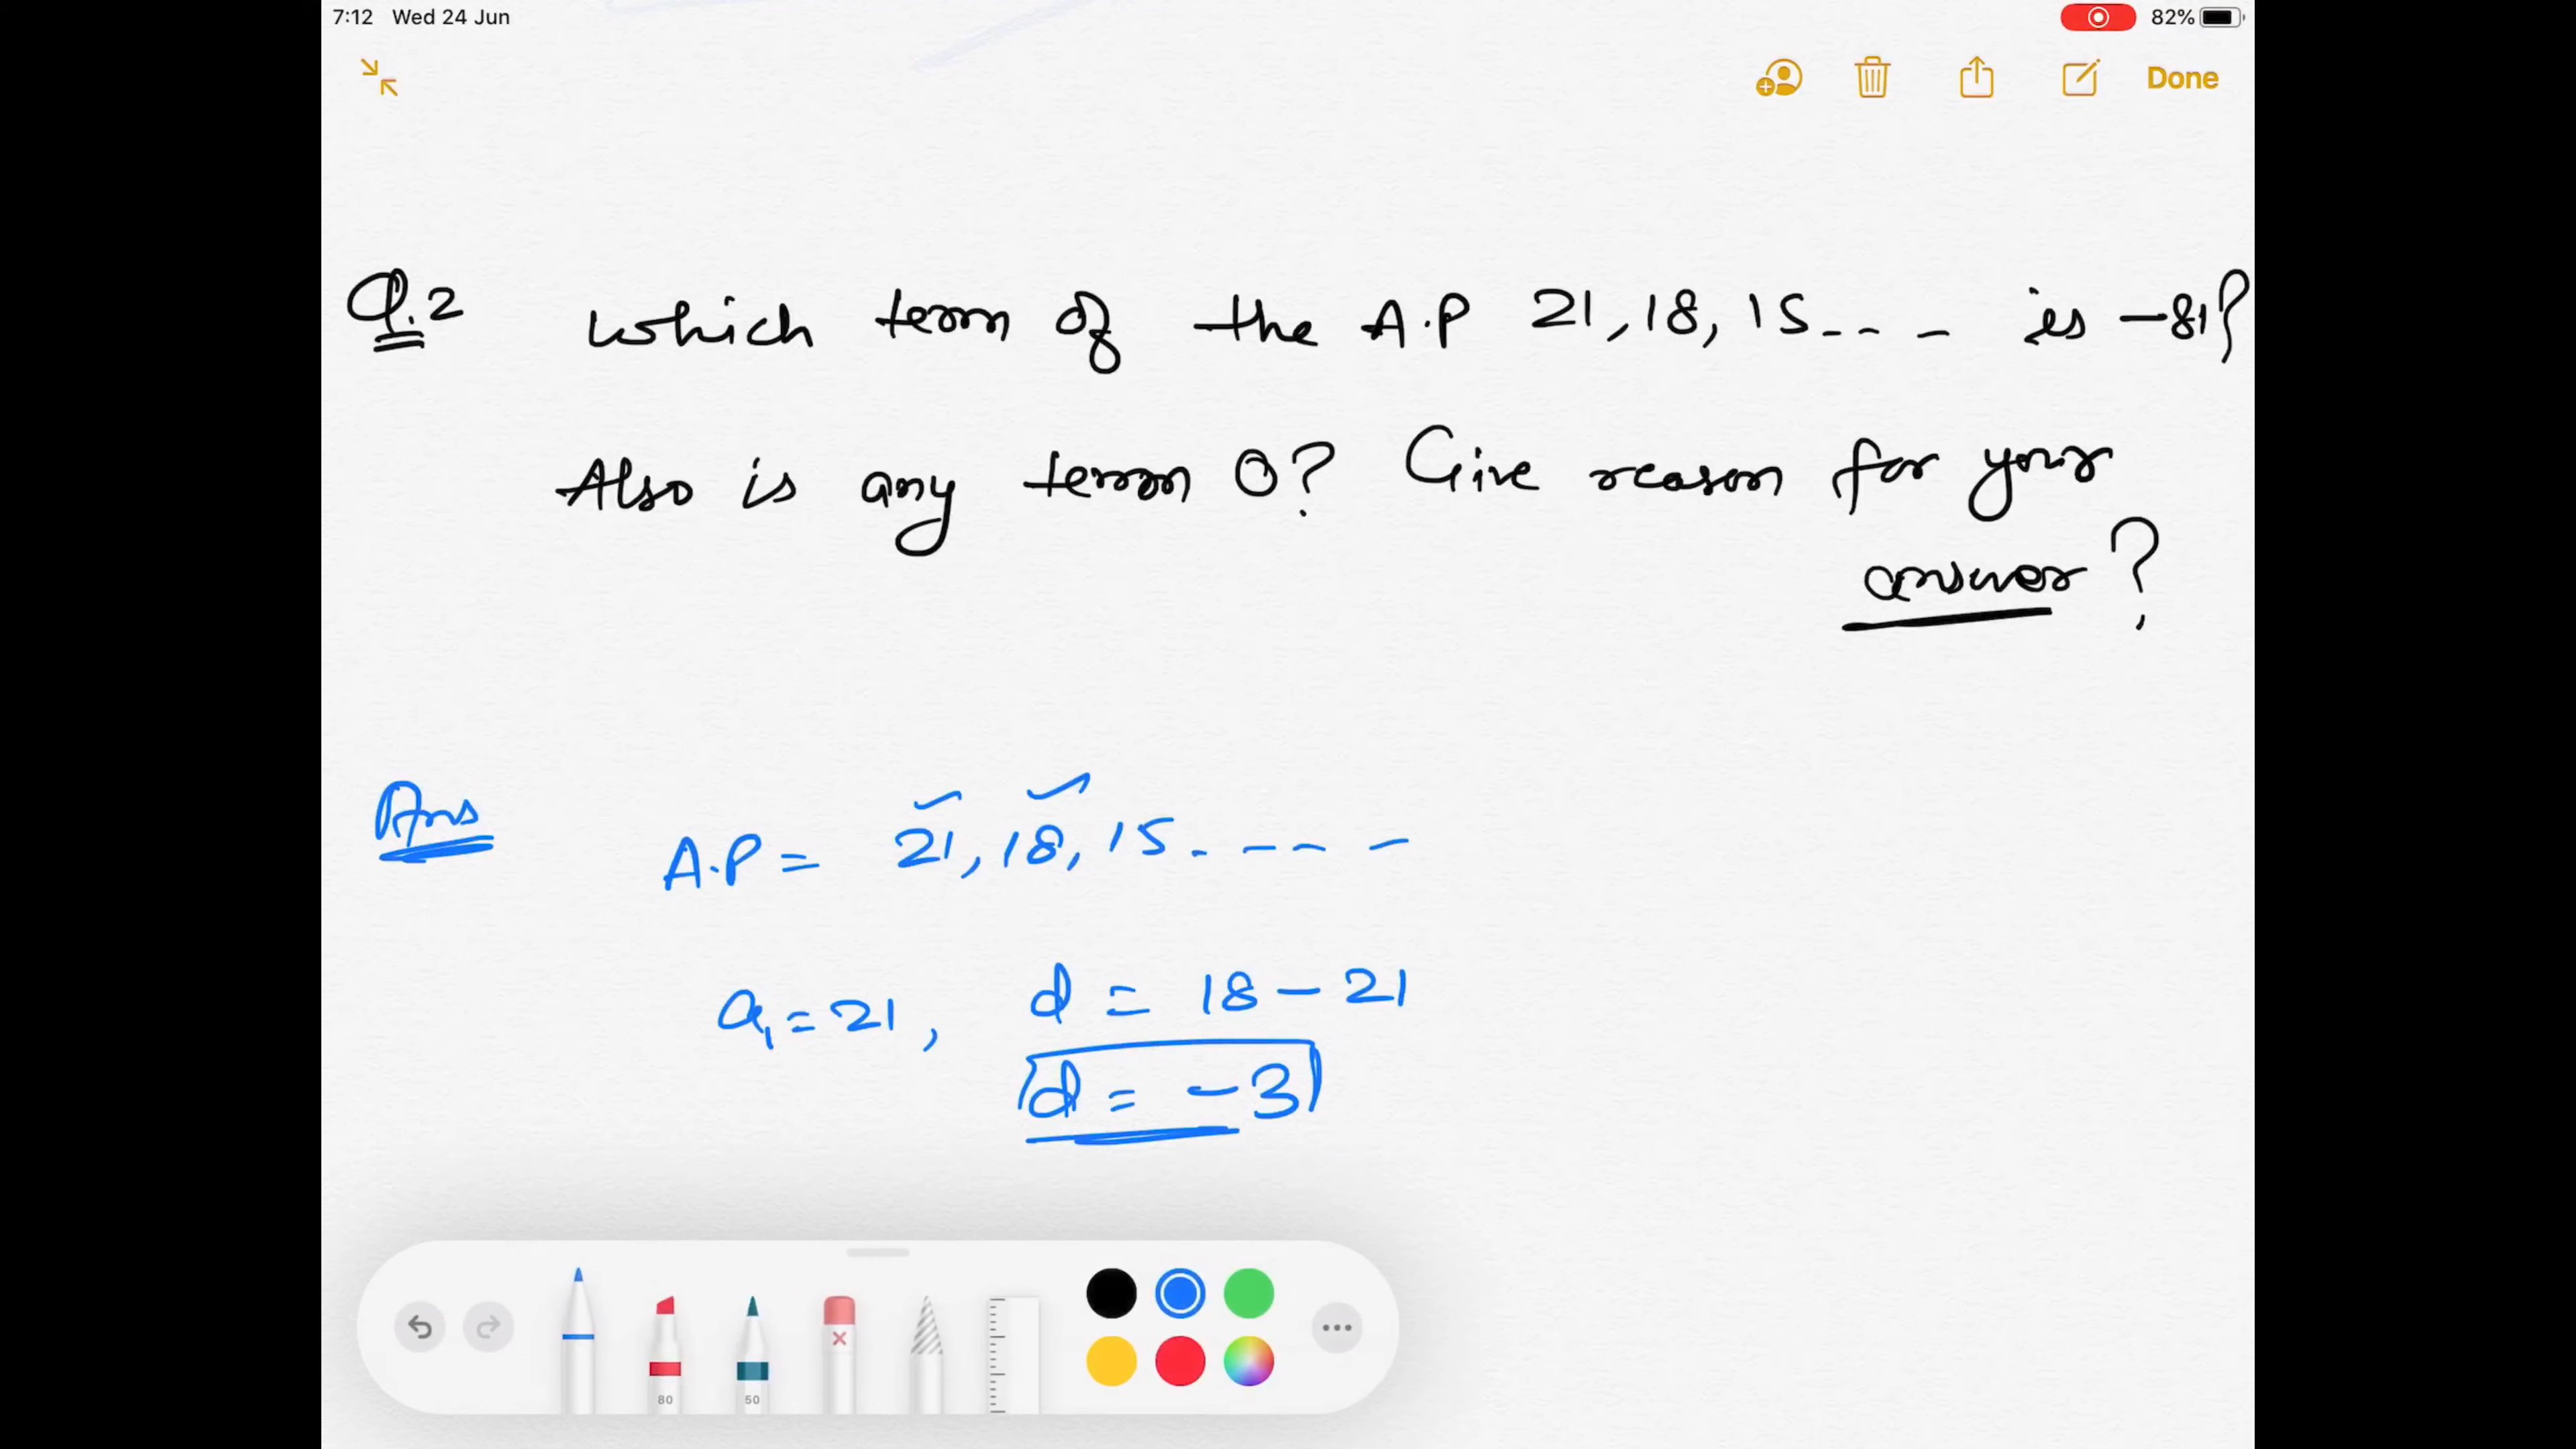 7:12 Wed 24 Jun 82%
Done
Q.2 which term of the A.P 21, 18, 15 - - - is -81?
Also is any term 0? Give reason for your
answer?
Ans A.P = 21, 18, 15 - - - -
a₁ = 21, d = 18 - 21
d = -3
80 50